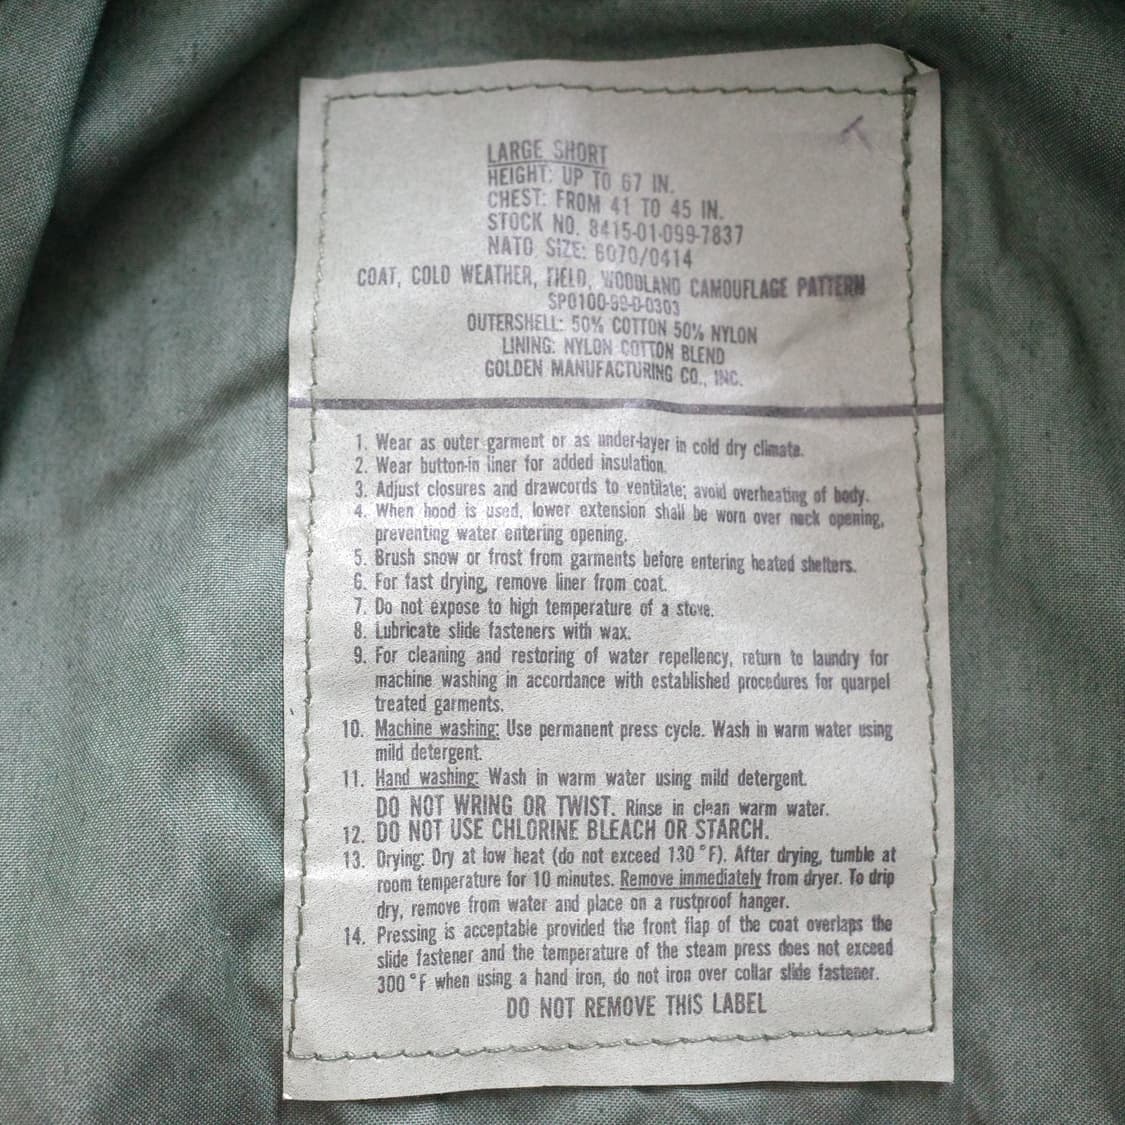 LARGE SHORT
HEIGHT: UP TO 67 IN.
CHEST: FROM 41 TO 45 IN.
STOCK NO. 8415-01-099-7837
NATO SIZE: 6070/0414
COAT, COLD WEATHER, FIELD, WOODLAND CAMOUFLAGE PATTERN
SP0100-99-D-0303
OUTERSHELL: 50% COTTON 50% NYLON
LINING: NYLON COTTON BLEND
GOLDEN MANUFACTURING CO., INC.
1. Wear as outer garment or as under-layer in cold dry climate.
2. Wear button-in liner for added insulation.
3. Adjust closures and drawcords to ventilate; avoid overheating of body.
4. When hood is used, lower extension shall be worn over neck opening,
preventing water entering opening.
5. Brush snow or frost from garments before entering heated shelters.
6. For fast drying, remove liner from coat.
7. Do not expose to high temperature of a stove.
8. Lubricate slide fasteners with wax.
9. For cleaning and restoring of water repellency, return to laundry for
machine washing in accordance with established procedures for quarpel
treated garments.
10. Machine washing: Use permanent press cycle. Wash in warm water using
mild detergent.
11. Hand washing: Wash in warm water using mild detergent.
DO NOT WRING OR TWIST. Rinse in clean warm water.
12. DO NOT USE CHLORINE BLEACH OR STARCH.
13. Drying: Dry at low heat (do not exceed 130 °F). After drying, tumble at
room temperature for 10 minutes. Remove immediately from dryer. To drip
dry, remove from water and place on a rustproof hanger.
14. Pressing is acceptable provided the front flap of the coat overlaps the
slide fastener and the temperature of the steam press does not exceed
300 °F when using a hand iron, do not iron over collar slide fastener.
DO NOT REMOVE THIS LABEL